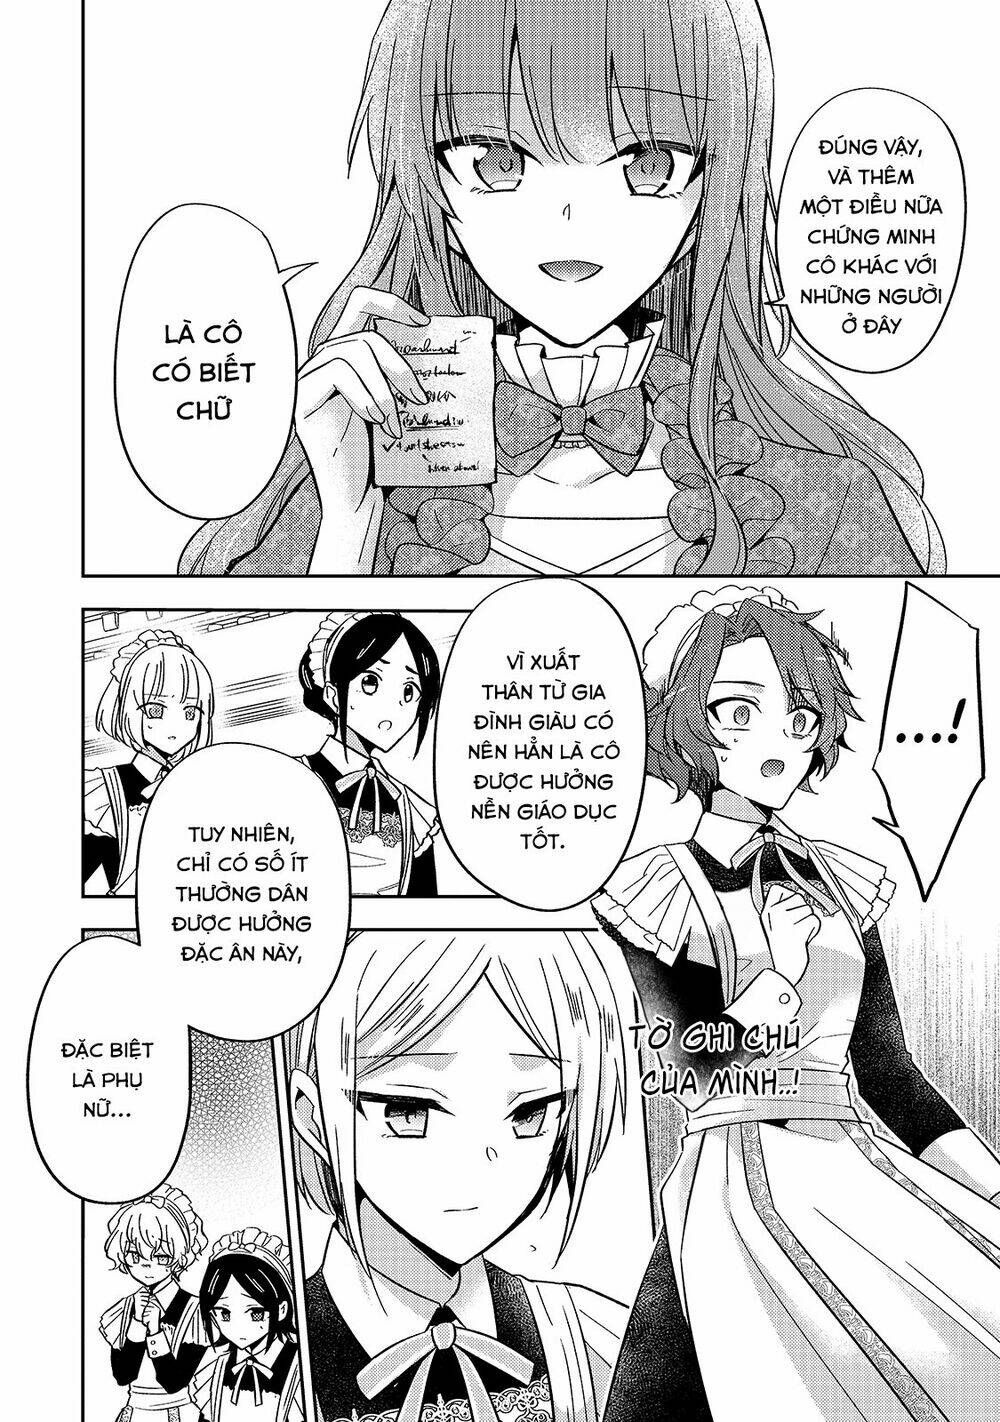 ĐÚNG VẬY,
VÀ THÊM
MỘT ĐIỀU NỮA
CHỨNG MINH
CÔ KHÁC VỚI
NHỮNG NGƯỜI
Ở ĐÂY
LÀ CÔ
CÓ BIẾT
CHỮ
....!
VÌ XUẤT
THÂN TỪ GIA
ĐÌNH GIÀU CÓ
NÊN HẲN LÀ CÔ
ĐƯỢC HƯỞNG
NỀN GIÁO DỤC
TỐT.
TỜ GHI CHÚ
CỦA MÌNH...!
TUY NHIÊN,
CHỈ CÓ SỐ ÍT
THƯỜNG DÂN
ĐƯỢC HƯỞNG
ĐẶC ÂN NÀY,
ĐẶC BIỆT
LÀ PHỤ
NỮ...